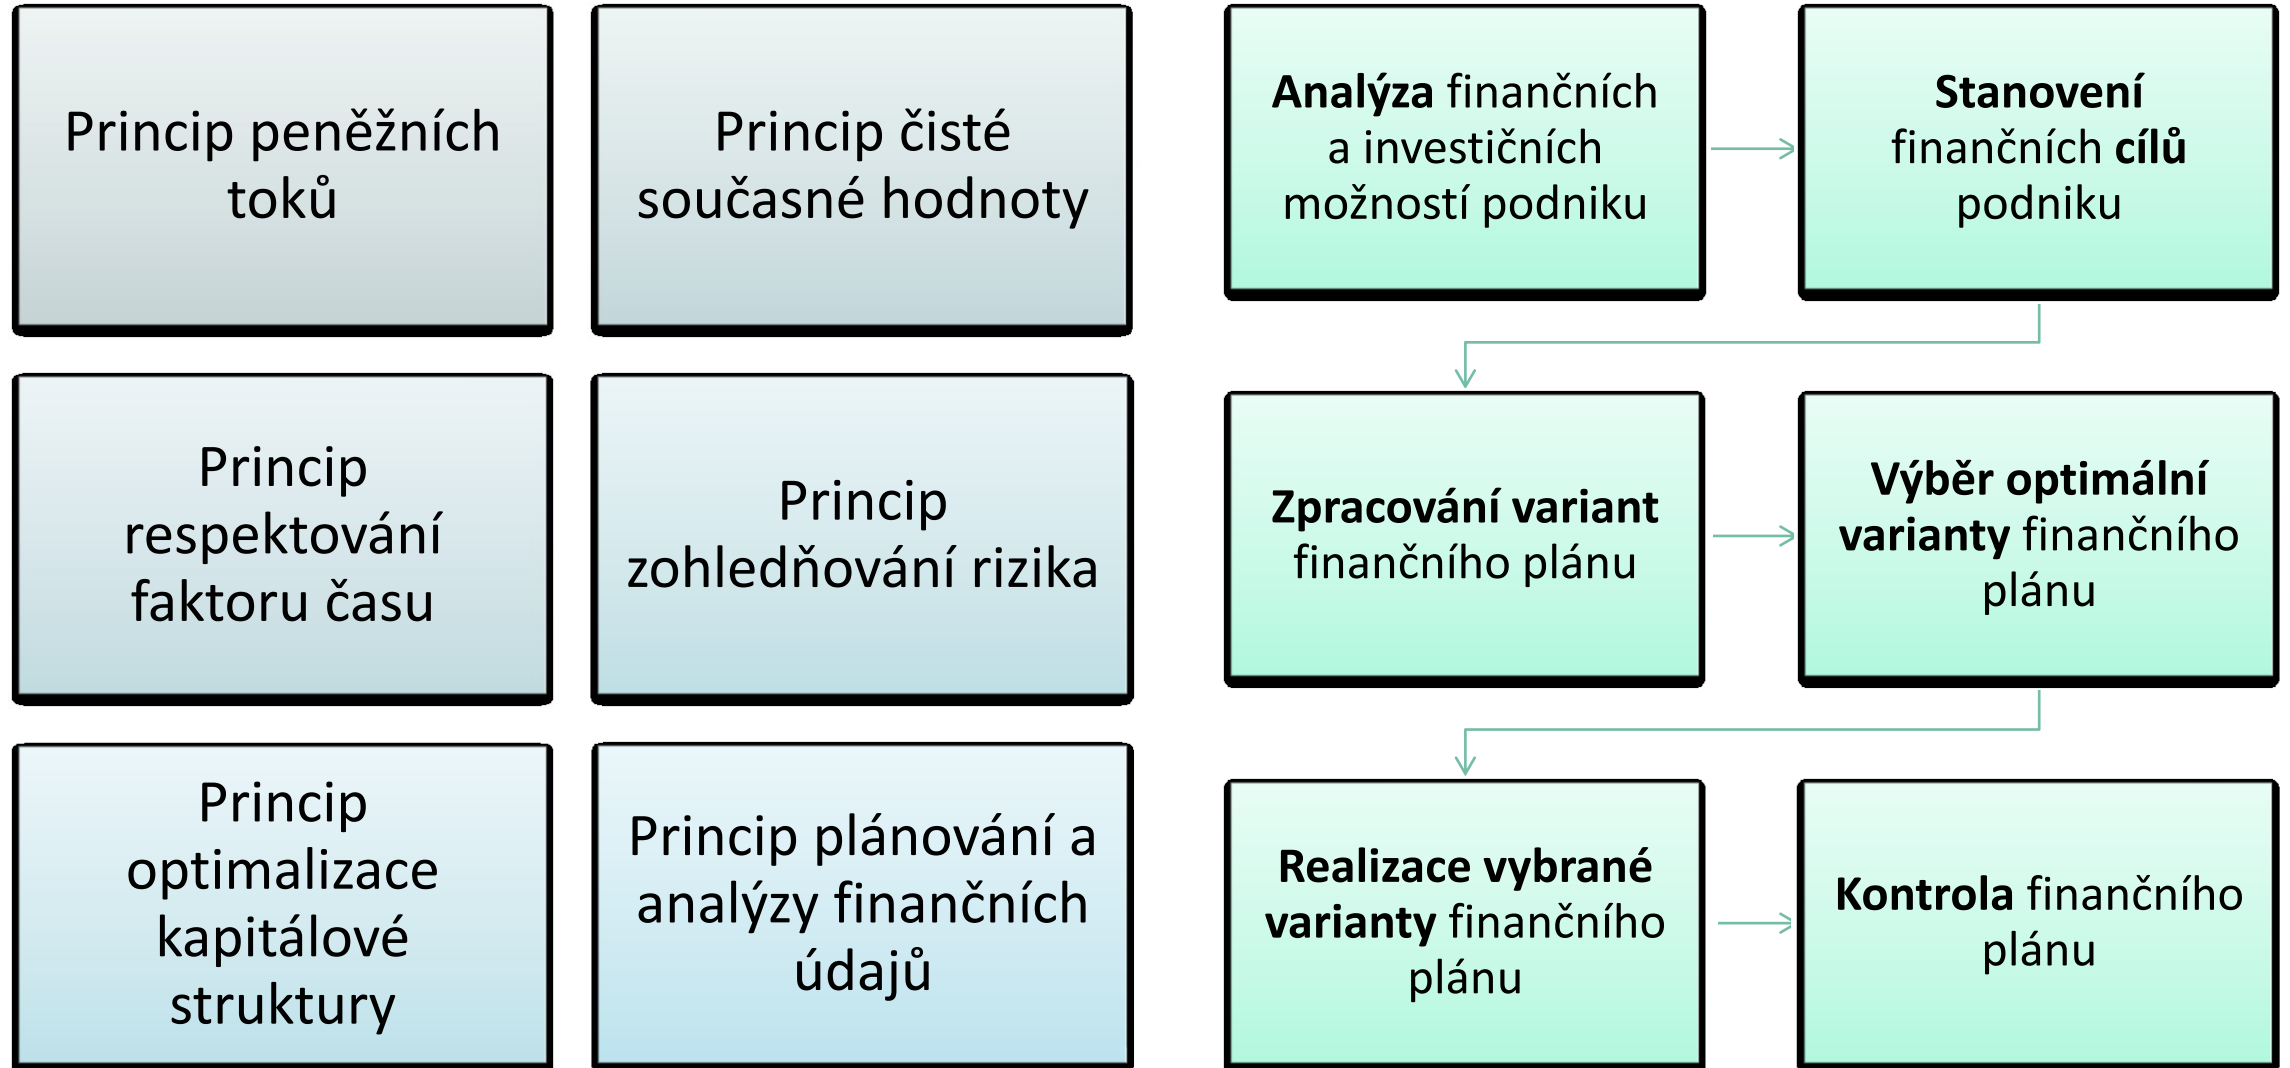 Princip peněžních
toků
Princip čisté
současné hodnoty
Princip
respektování
faktoru času
Princip
zohledňování rizika
Princip
optimalizace
kapitálové
struktury
Princip plánování a
analýzy finančních
údajů
Analýza finančních
a investičních
možností podniku
Stanovení
finančních cílů
podniku
Zpracování variant
finančního plánu
Výběr optimální
varianty finančního
plánu
Realizace vybrané
varianty finančního
plánu
Kontrola finančního
plánu